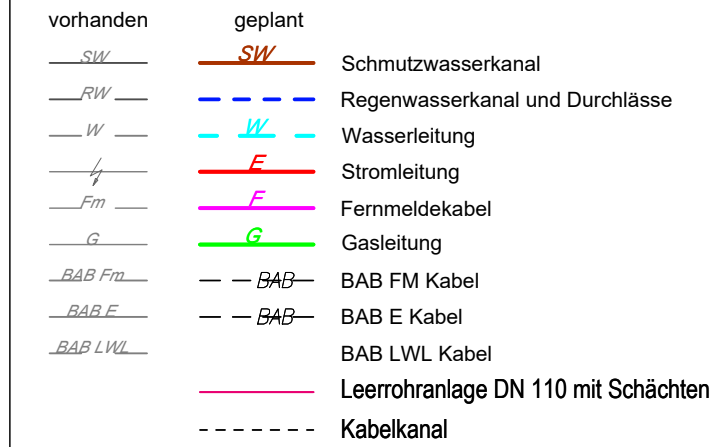 vorhanden geplant
SW SW Schmutzwasserkanal
RW Regenwasserkanal und Durchlässe
W W Wasserleitung
E Stromleitung
Fm F Fernmeldekabel
G G Gasleitung
BAB Fm BAB BAB FM Kabel
BAB E BAB BAB E Kabel
BAB LWL BAB LWL Kabel
Leerrohranlage DN 110 mit Schächten
Kabelkanal